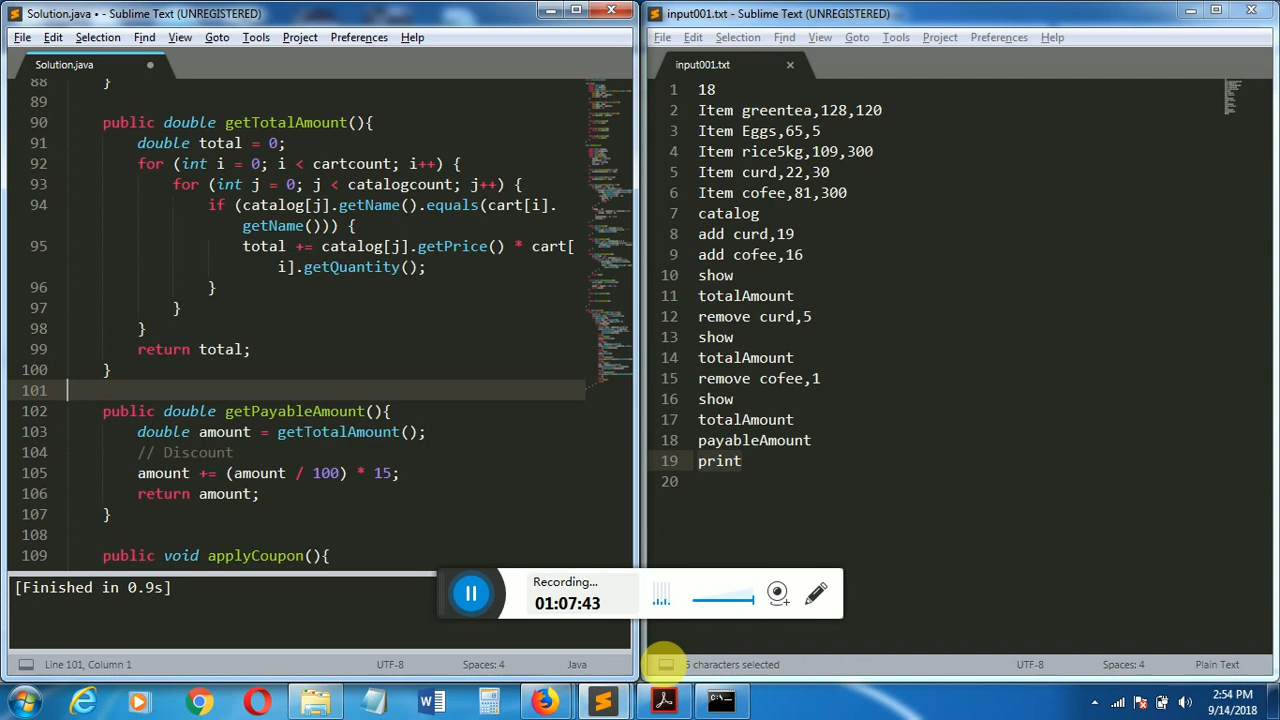 Solution.java • - Sublime Text (UNREGISTERED)
File Edit Selection Find View Goto Tools Project Preferences Help
Solution.java
88 }
89
90 public double getTotalAmount(){
91 double total = 0;
92 for (int i = 0; i < cartcount; i++) {
93 for (int j = 0; j < catalogcount; j++) {
94 if (catalog[j].getName().equals(cart[i].
getName())) {
95 total += catalog[j].getPrice() * cart[
i].getQuantity();
96 }
97 }
98 }
99 return total;
100 }
101
102 public double getPayableAmount(){
103 double amount = getTotalAmount();
104 // Discount
105 amount += (amount / 100) * 15;
106 return amount;
107 }
108
109 public void applyCoupon(){
[Finished in 0.9s]
Line 101, Column 1 UTF-8 Spaces: 4 Java
input001.txt - Sublime Text (UNREGISTERED)
File Edit Selection Find View Goto Tools Project Preferences Help
input001.txt
1 18
2 Item greentea,128,120
3 Item Eggs,65,5
4 Item rice5kg,109,300
5 Item curd,22,30
6 Item cofee,81,300
7 catalog
8 add curd,19
9 add cofee,16
10 show
11 totalAmount
12 remove curd,5
13 show
14 totalAmount
15 remove cofee,1
16 show
17 totalAmount
18 payableAmount
19 print
20
Recording...
01:07:43
characters selected UTF-8 Spaces: 4 Plain Text
2:54 PM
9/14/2018